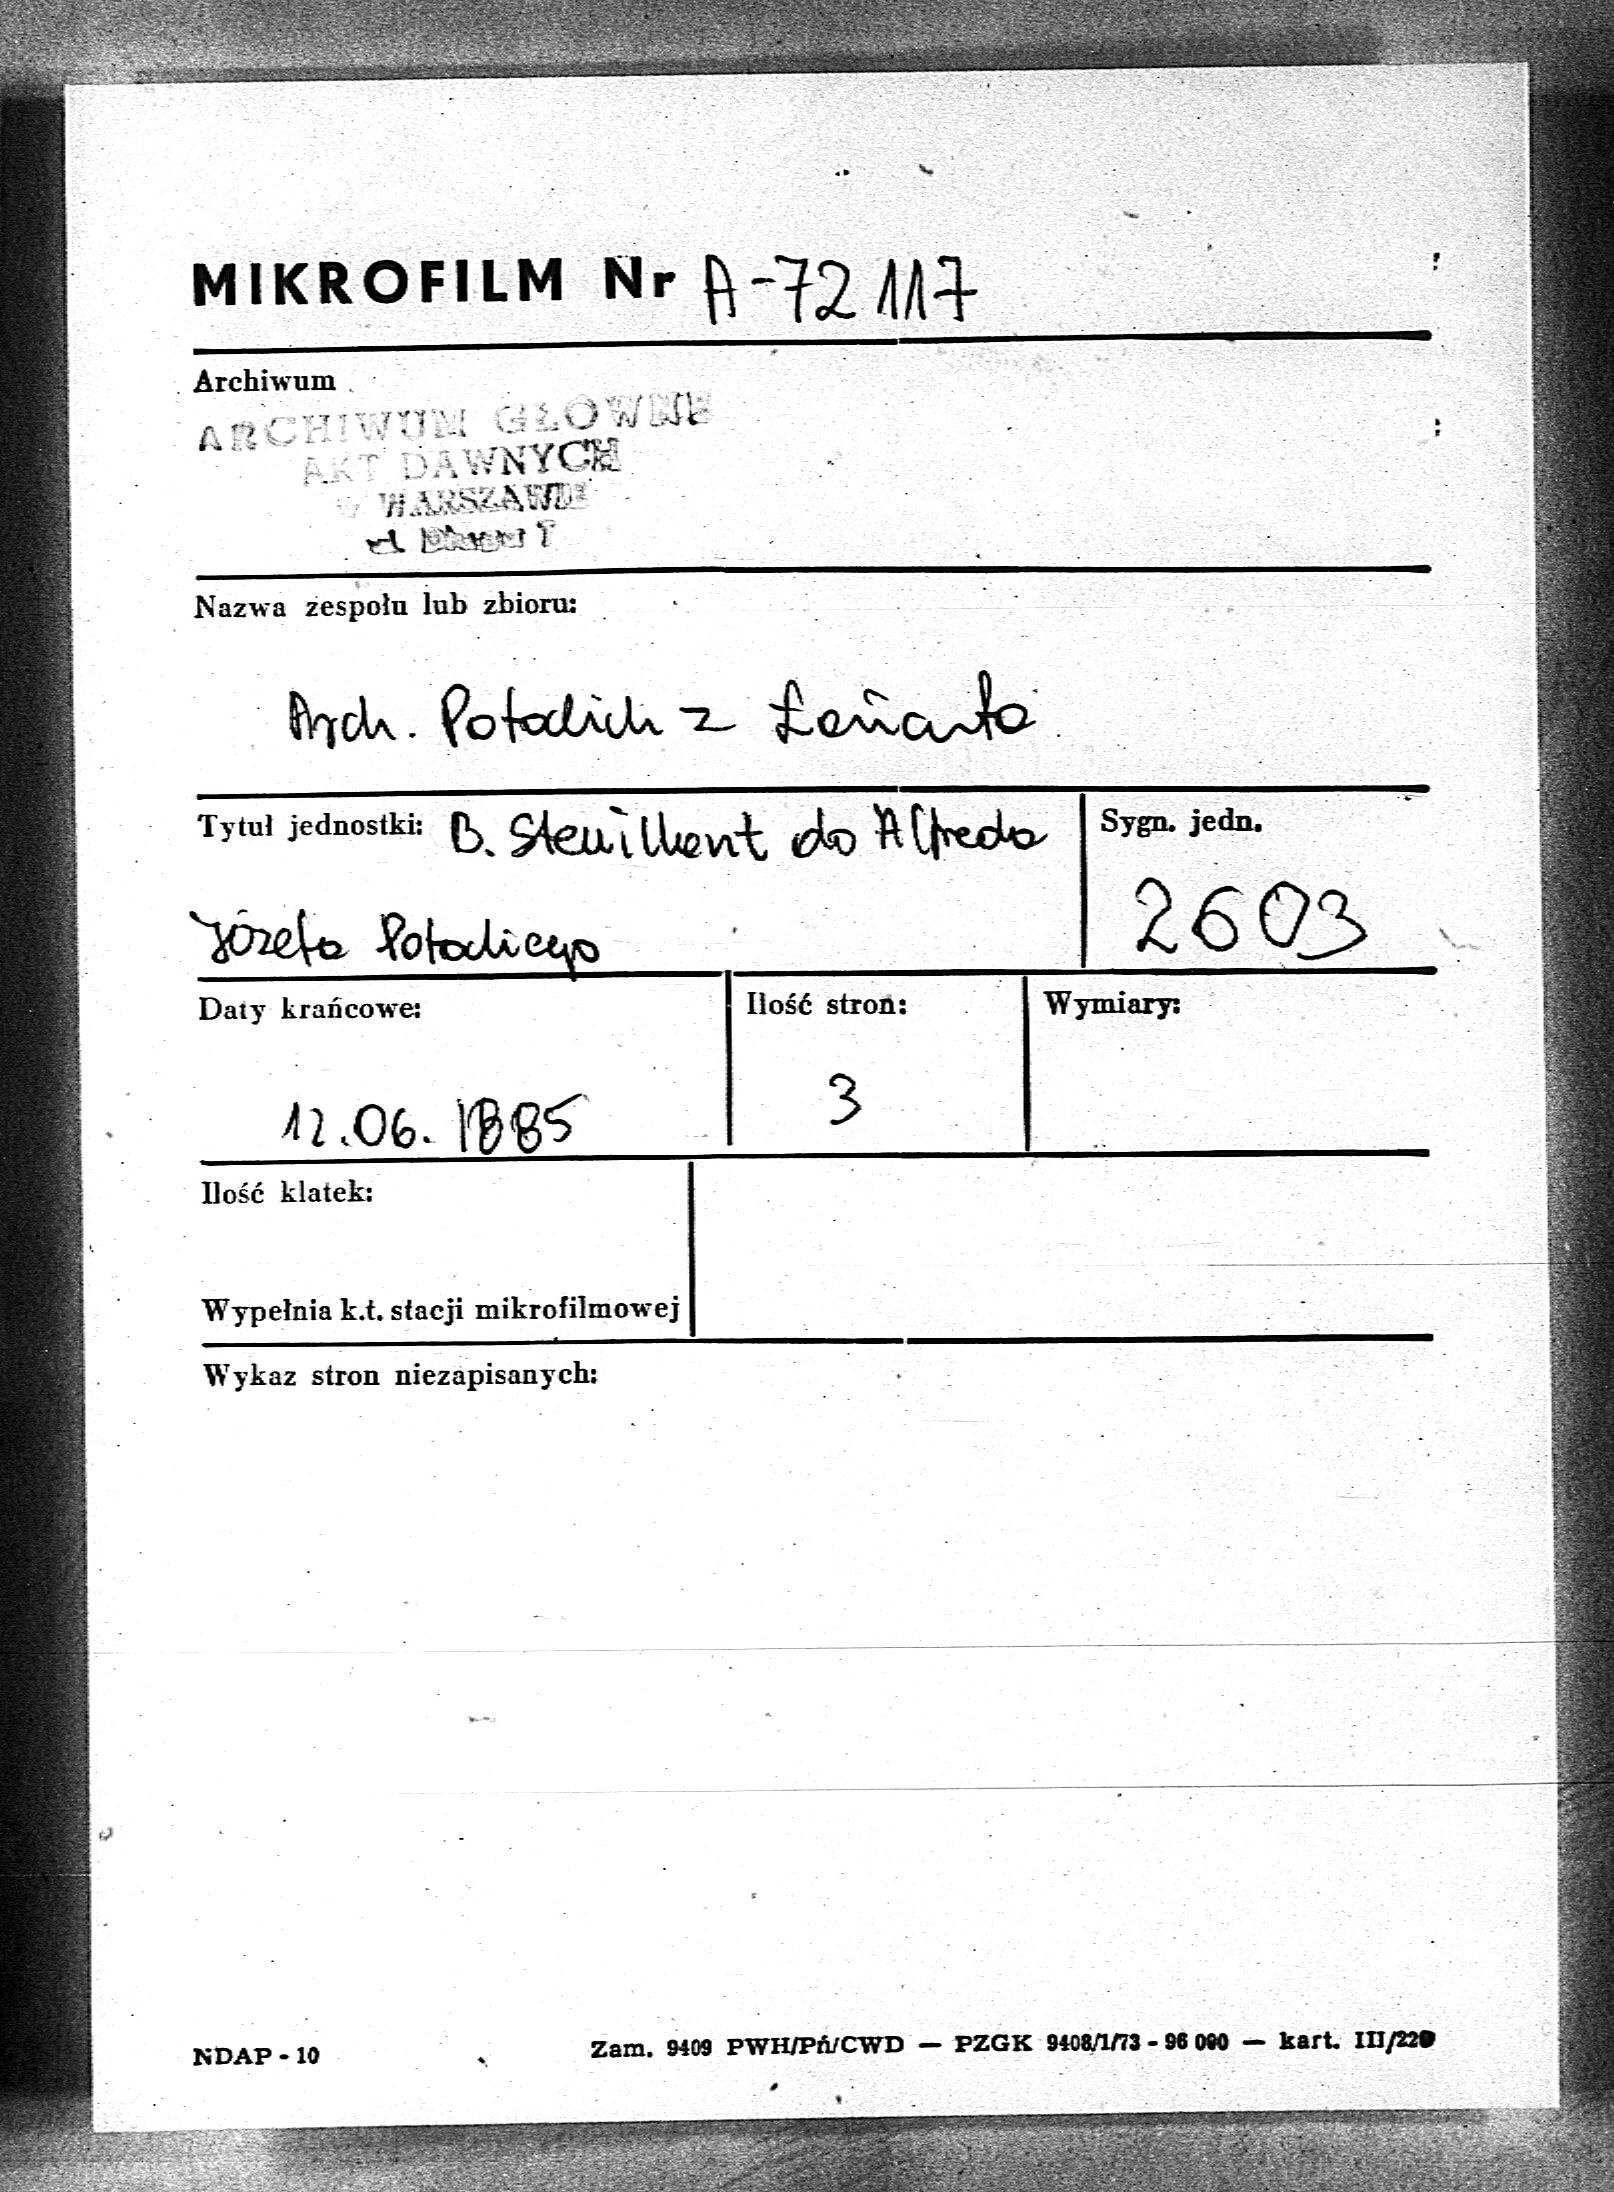 MIKROFILM Nr A-72117
Archiwum
ARCHIWUM GŁÓWNE
AKT DAWNYCH
w WARSZAWIE
Nazwa zespołu lub zbioru:
Arch. Potockich z Łańcuta
Tytuł jednostki: B. do Alfreda
Józefa Potockiego
Sygn. jedn.
2603
Daty krańcowe:
12.06.1885
Ilość stron:
3
Wymiary:
Ilość klatek:
Wypełnia k.t. stacji mikrofilmowej
Wykaz stron niezapisanych:
NDAP - 10
Zam. 9409 PWH/Pń/CWD — PZGK 9408/1/73 - 96 000 — kart. III/220